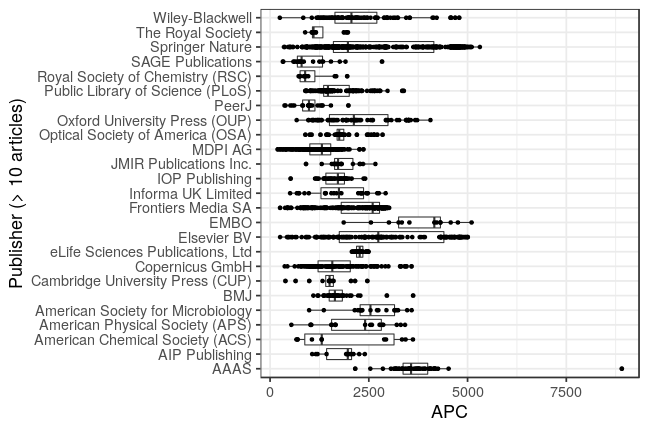 Publisher (> 10 articles)
Wiley-Blackwell
The Royal Society
Springer Nature
SAGE Publications
Royal Society of Chemistry (RSC)
Public Library of Science (PLoS)
PeerJ
Oxford University Press (OUP)
Optical Society of America (OSA)
MDPI AG
JMIR Publications Inc.
IOP Publishing
Informa UK Limited
Frontiers Media SA
EMBO
Elsevier BV
eLife Sciences Publications, Ltd
Copernicus GmbH
Cambridge University Press (CUP)
BMJ
American Society for Microbiology
American Physical Society (APS)
American Chemical Society (ACS)
AIP Publishing
AAAS
0 2500 5000 7500
APC